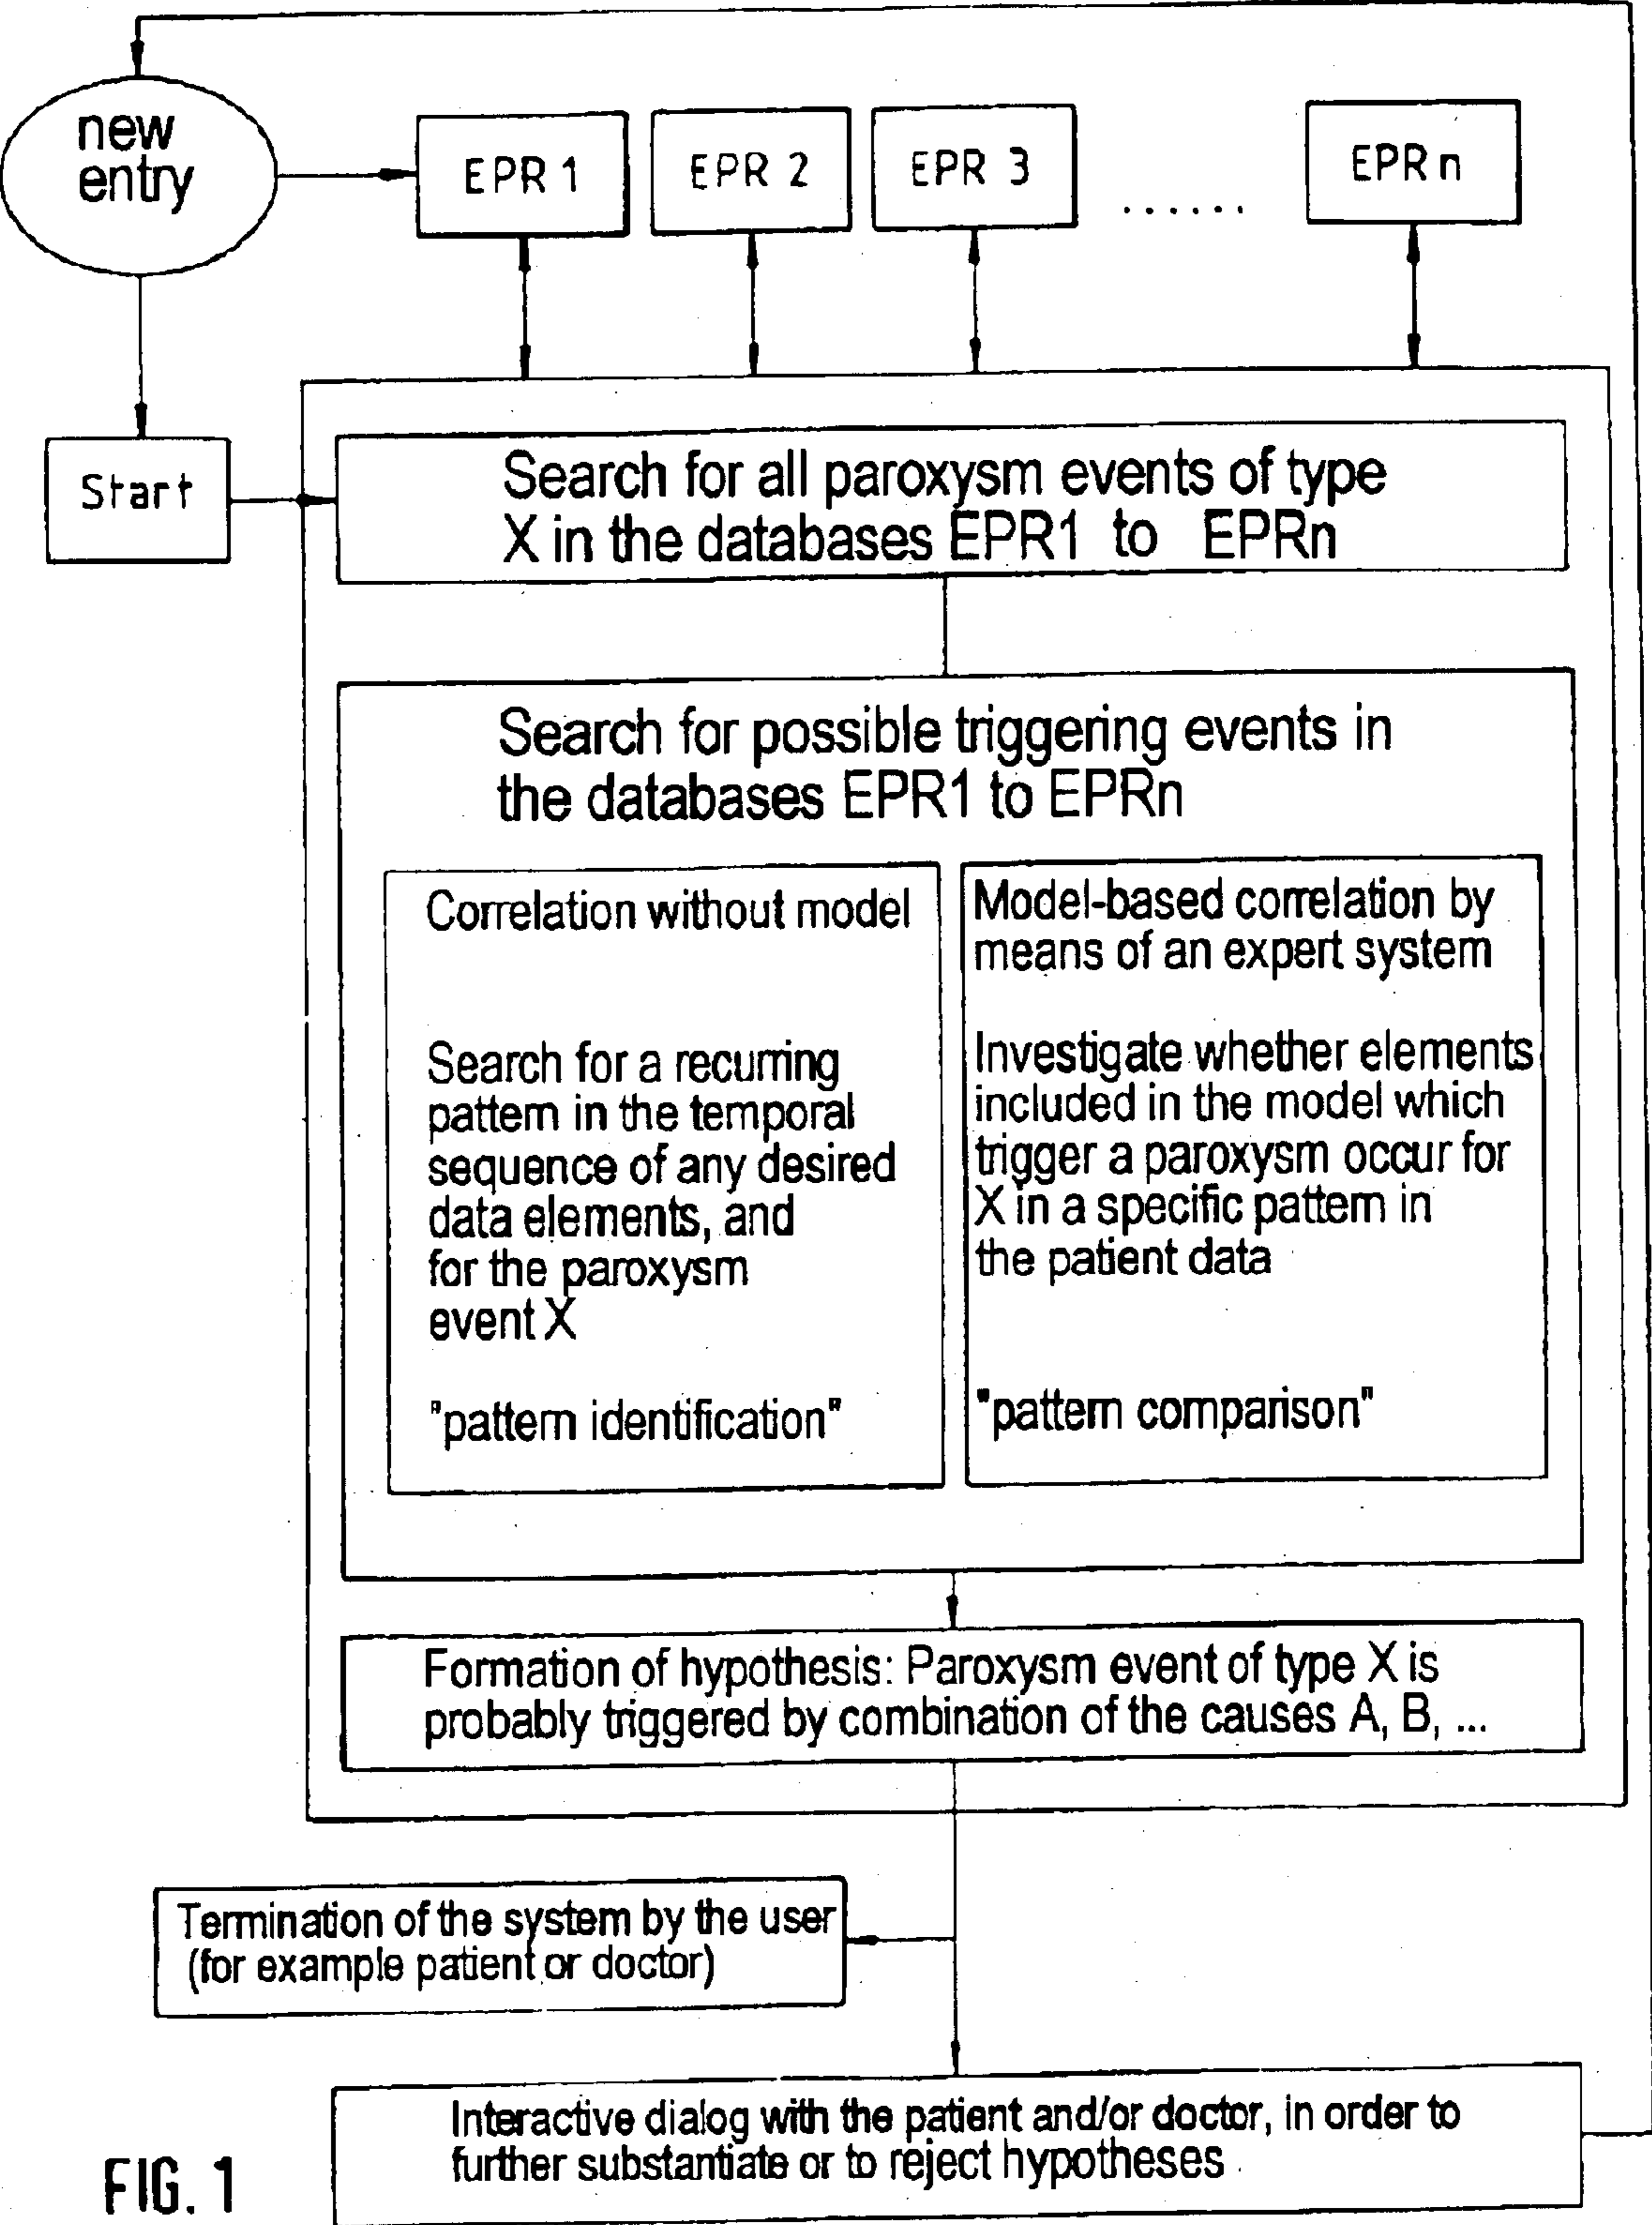 new
entry
EPR 1
EPR 2
EPR 3
......
EPR n
Start
Search for all paroxysm events of type
X in the databases EPR1 to EPRn
Search for possible triggering events in
the databases EPR1 to EPRn
Correlation without model
Search for a recurring
pattern in the temporal
sequence of any desired
data elements, and
for the paroxysm
event X
"pattern identification"
Model-based correlation by
means of an expert system
Investigate whether elements
included in the model which
trigger a paroxysm occur for
X in a specific pattern in
the patient data
"pattern comparison"
Formation of hypothesis: Paroxysm event of type X is
probably triggered by combination of the causes A, B, ...
Termination of the system by the user
(for example patient or doctor)
Interactive dialog with the patient and/or doctor, in order to
further substantiate or to reject hypotheses
FIG. 1